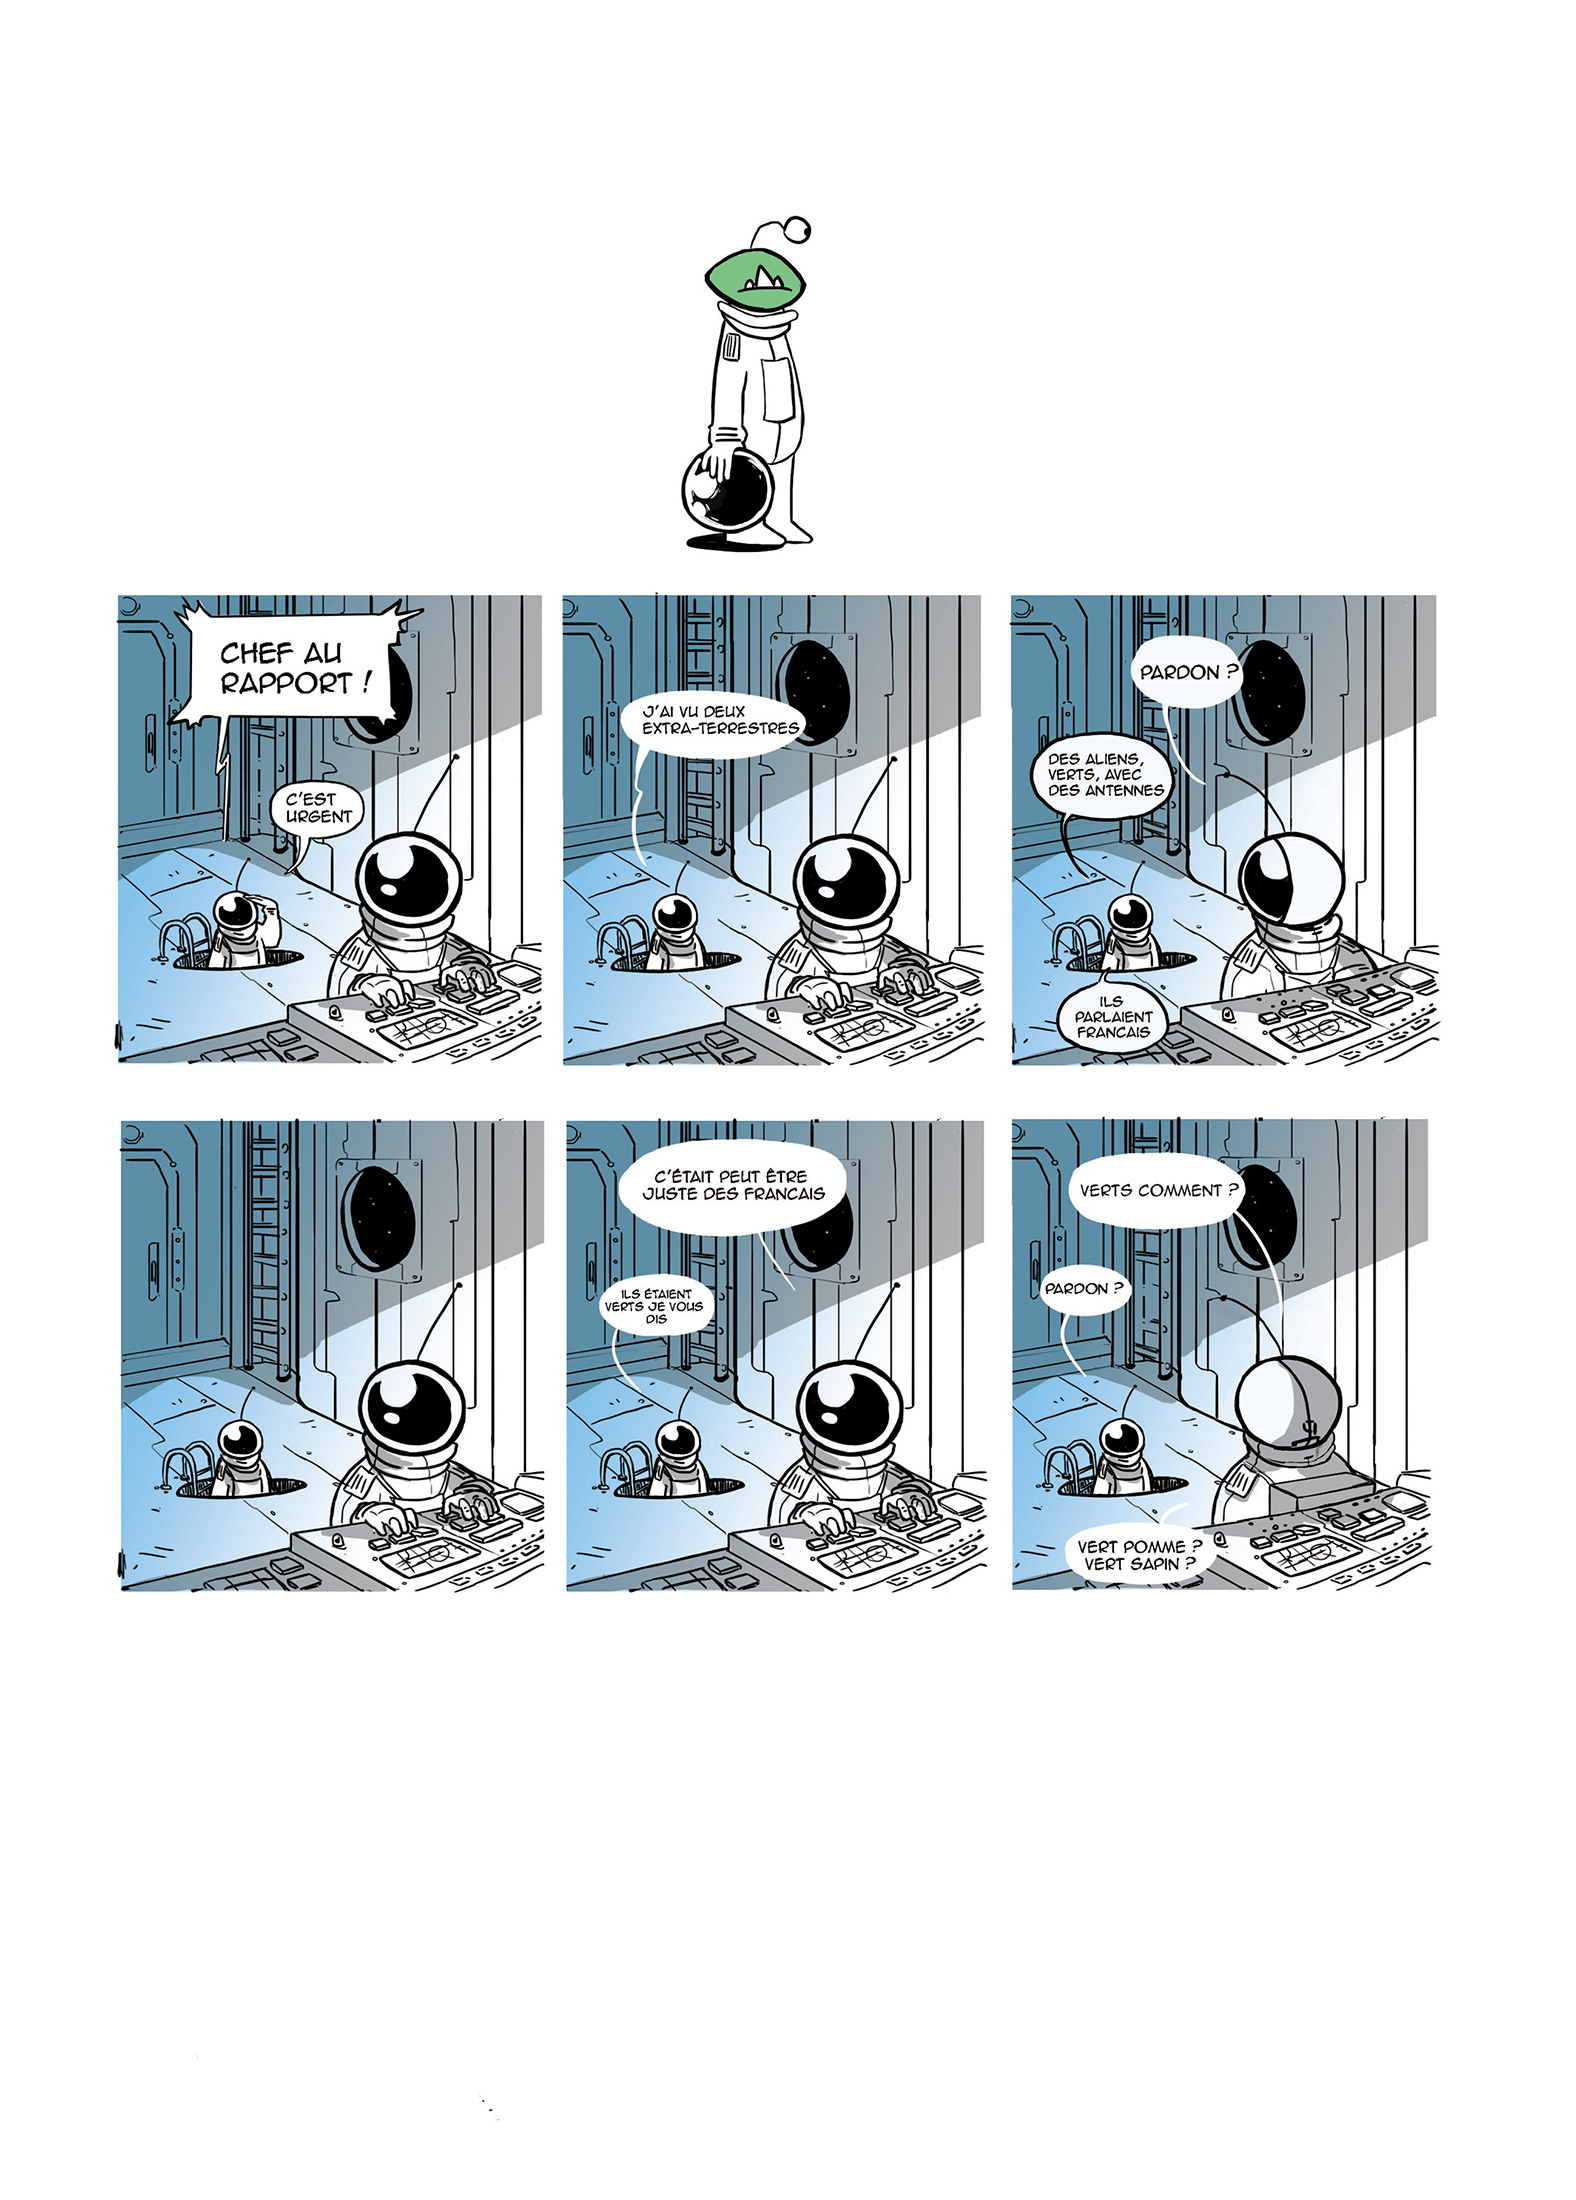 CHEF AU
RAPPORT !
C'EST
URGENT
J'AI VU DEUX
EXTRA-TERRESTRES
PARDON ?
DES ALIENS,
VERTS, AVEC
DES ANTENNES
ILS
PARLAIENT
FRANCAIS
C'ÉTAIT PEUT ÊTRE
JUSTE DES FRANCAIS
ILS ÉTAIENT
VERTS JE VOUS
DIS
VERTS COMMENT ?
PARDON ?
VERT POMME ?
VERT SAPIN ?